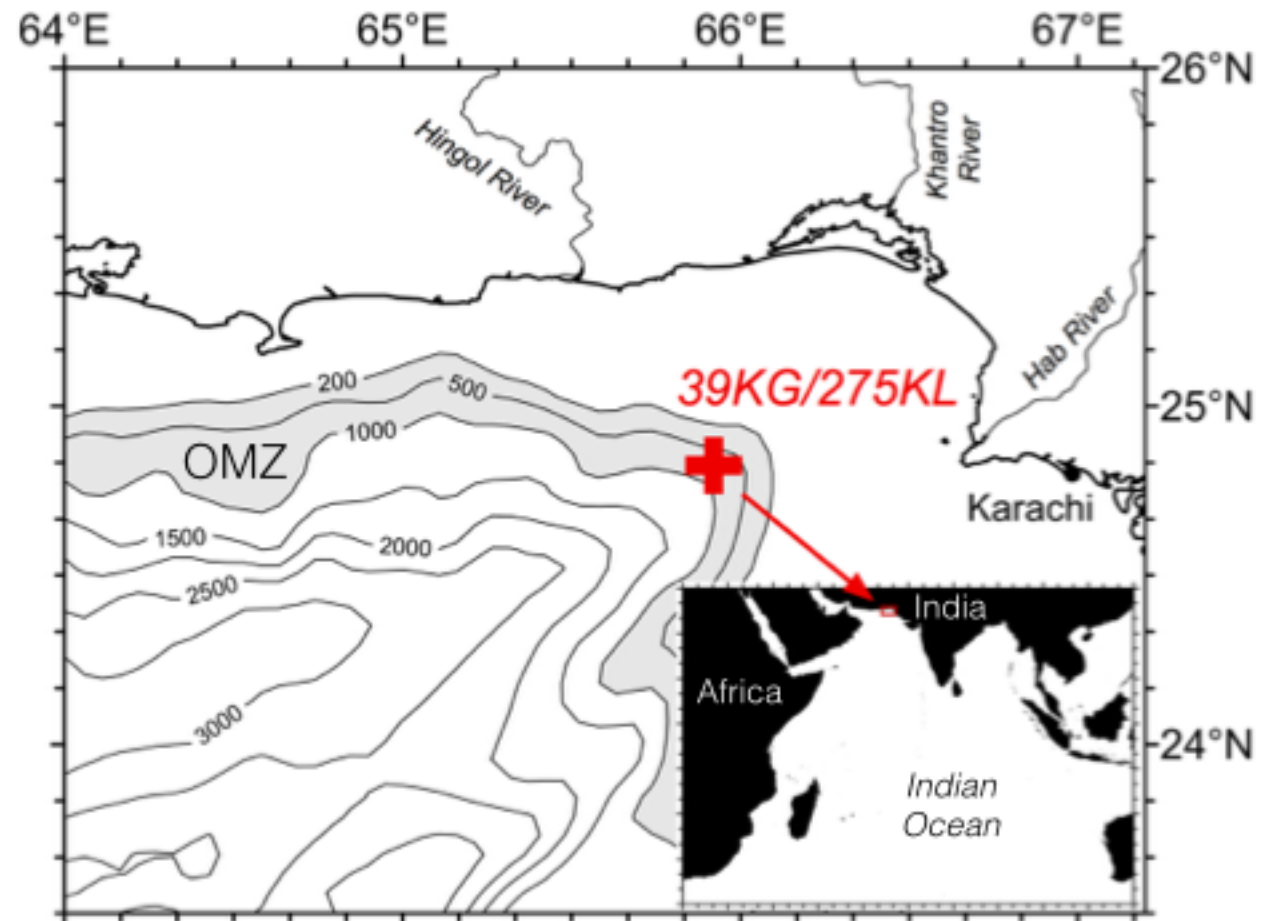 64°E
65°E
66°E
67°E
26°N
Hingol River
Khantro
River
Hab River
39KG/275KL
25°N
200
500
1000
OMZ
Karachi
1500
2000
2500
India
Africa
3000
24°N
Indian
Ocean